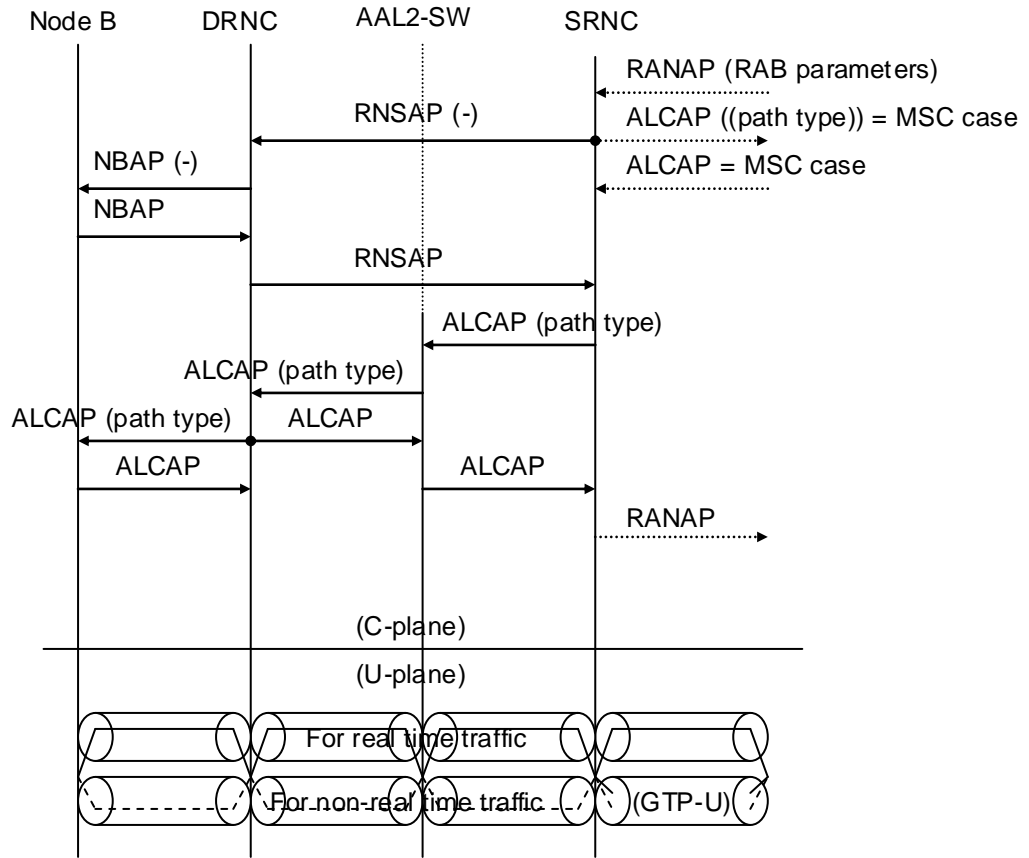 Node B DRNC AAL2-SW SRNC
RANAP (RAB parameters)
RNSAP (-) ALCAP ((path type)) = MSC case
NBAP (-) ALCAP = MSC case
NBAP
RNSAP
ALCAP (path type)
ALCAP (path type)
ALCAP (path type) ALCAP
ALCAP ALCAP
RANAP
(C-plane)
(U-plane)
For real time traffic
For non-real time traffic (GTP-U)